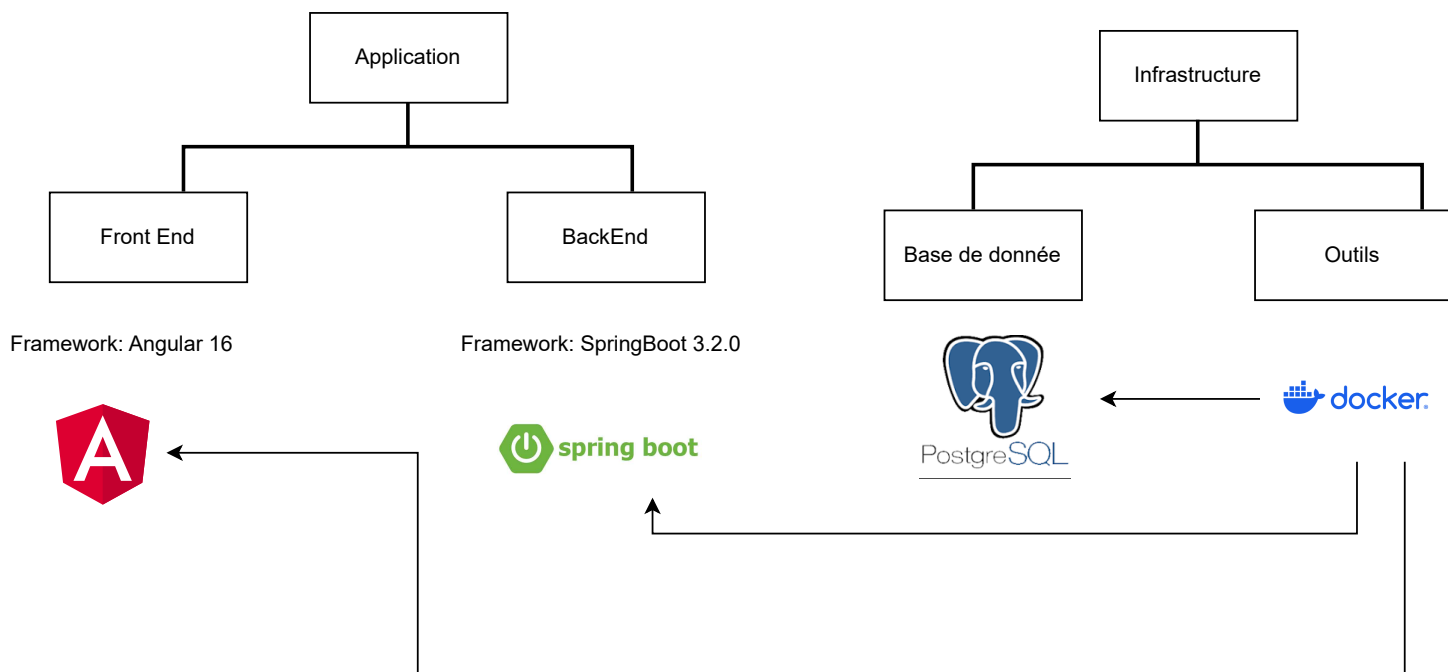 Application
Infrastructure
Front End
BackEnd
Base de donnée
Outils
Framework: Angular 16
Framework: SpringBoot 3.2.0
A
spring boot
PostgreSQL
docker